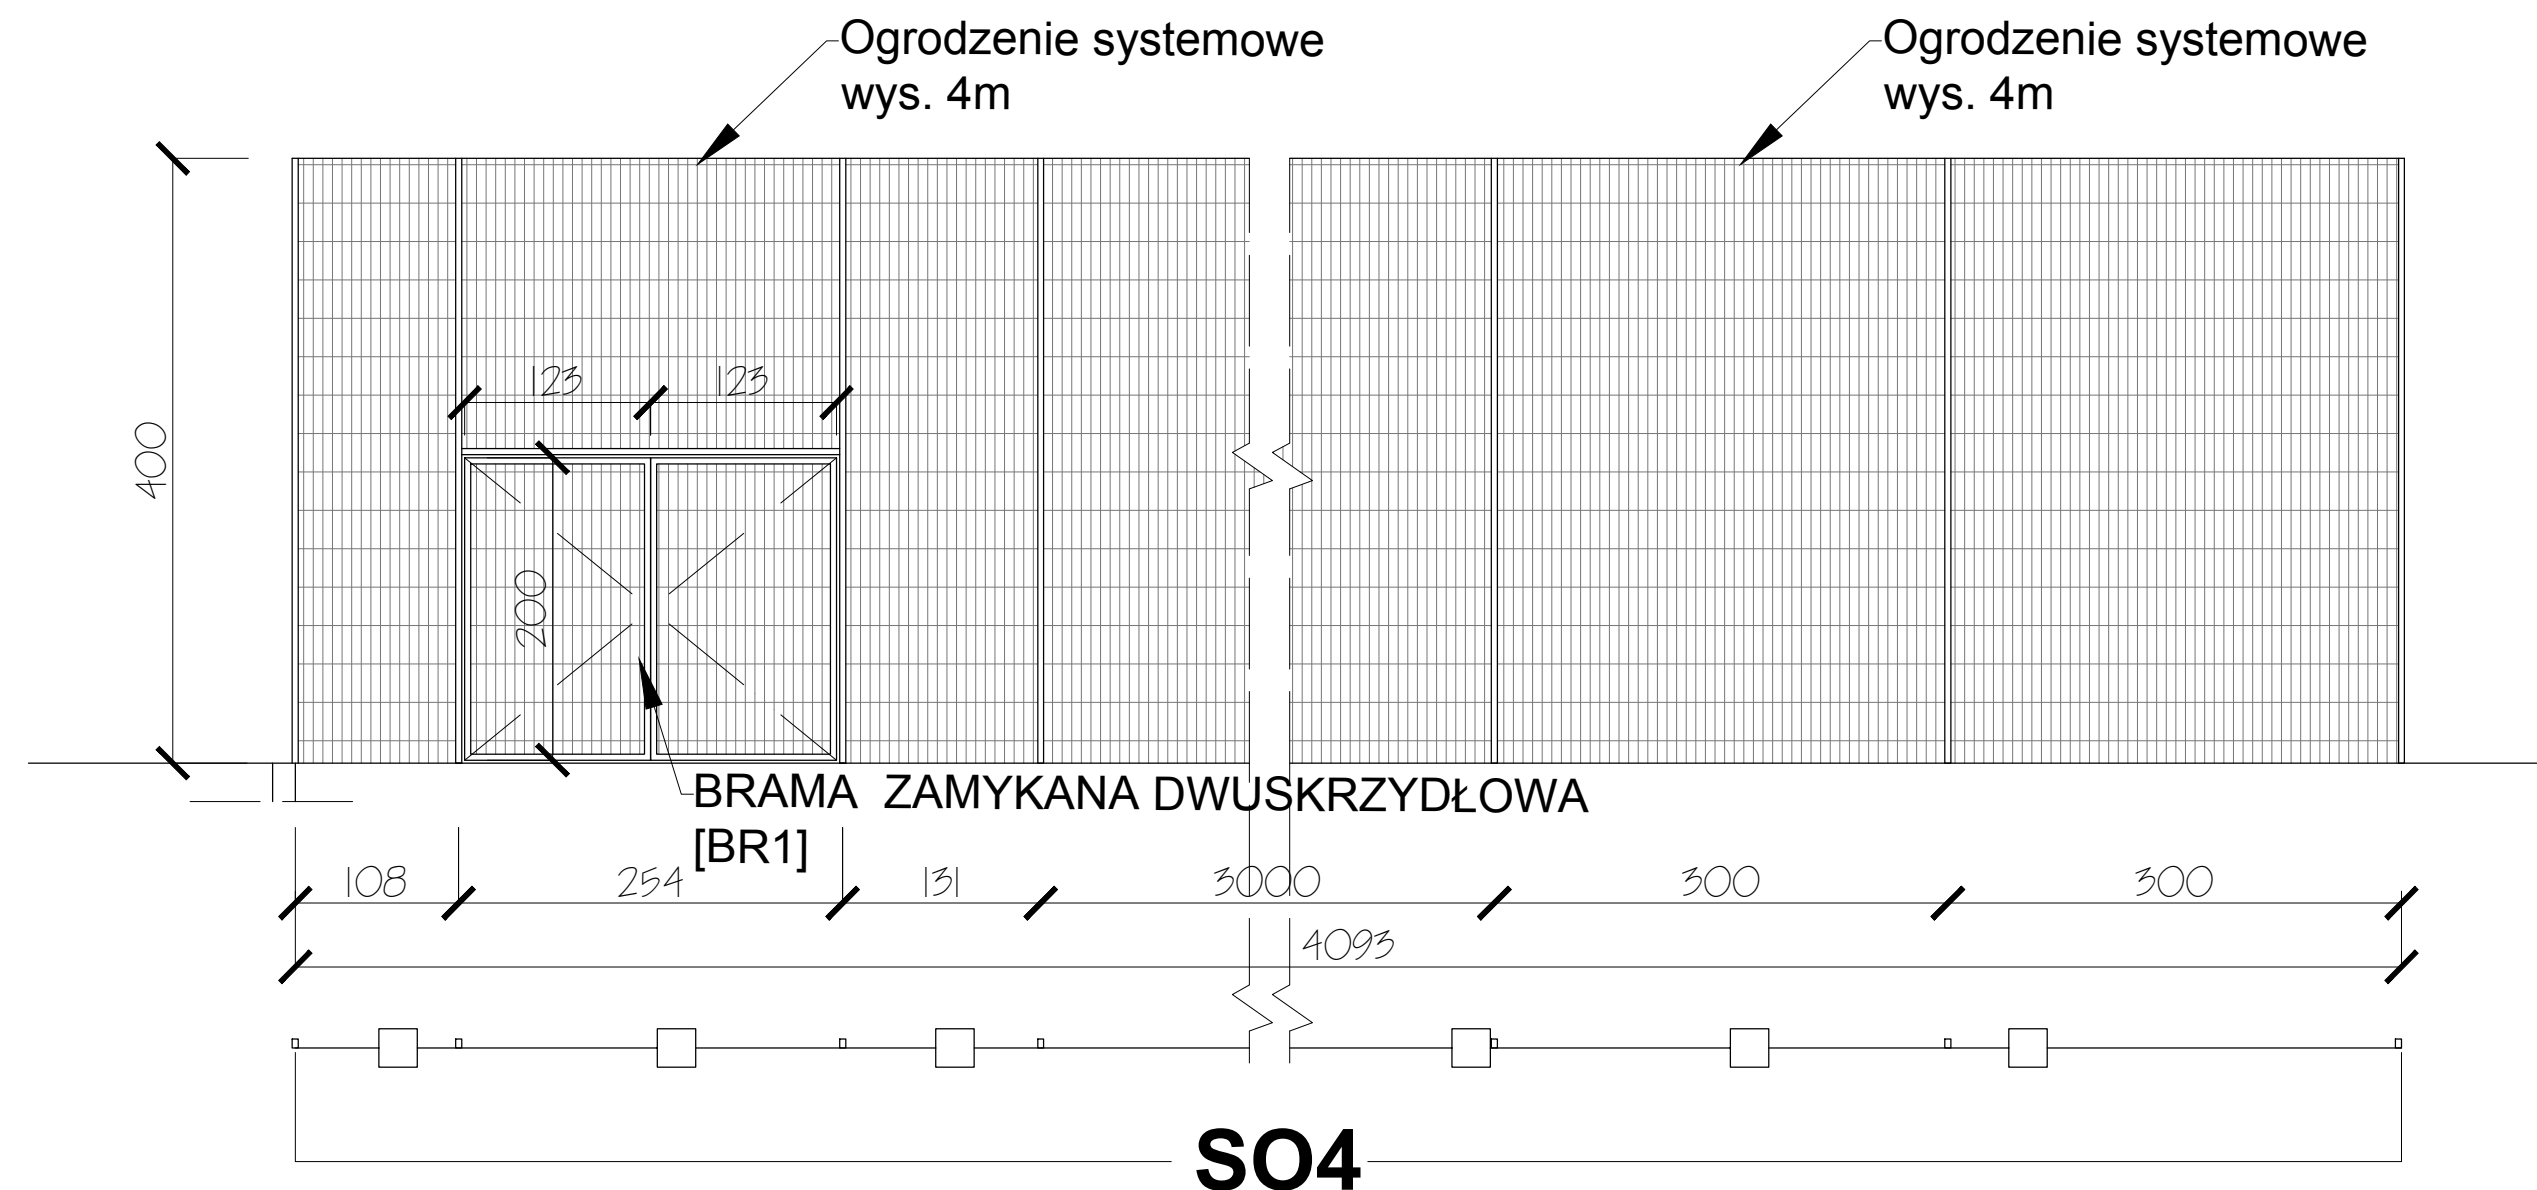 Ogrodzenie systemowe
wys. 4m
Ogrodzenie systemowe
wys. 4m
123
123
400
200
BRAMA ZAMYKANA DWUSKRZYDŁOWA
[BR1]
108
254
131
3000
300
300
4093
SO4